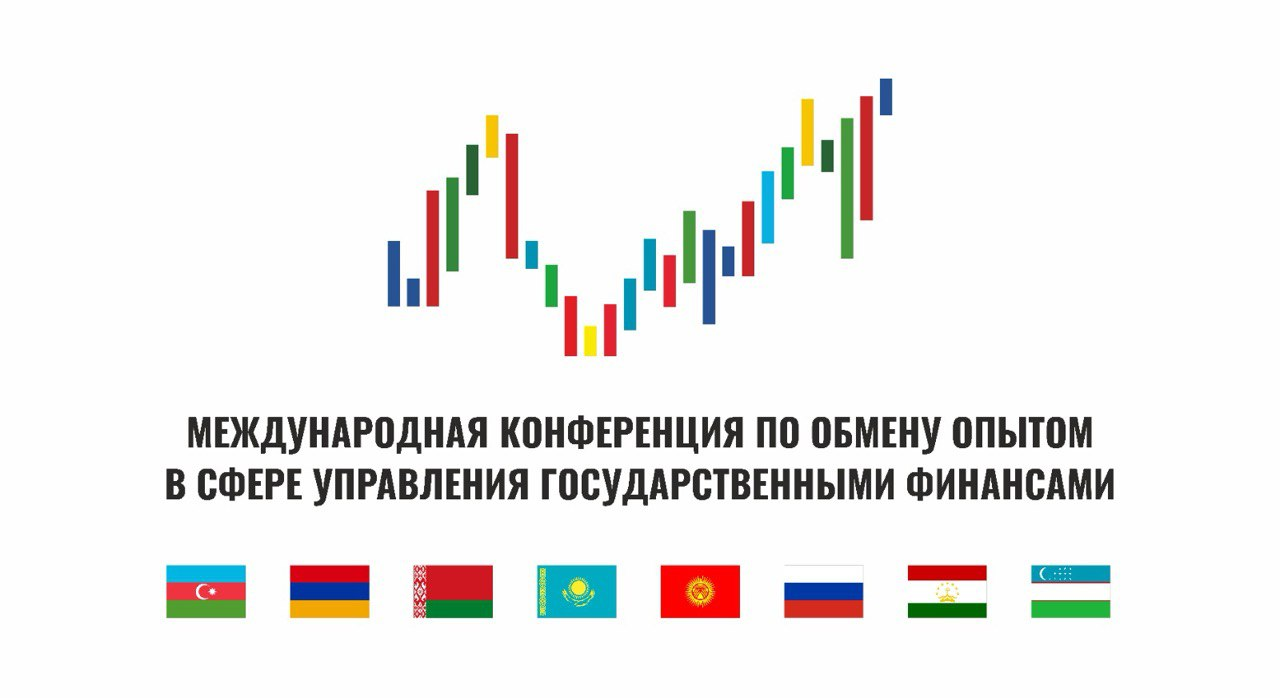 МЕЖДУНАРОДНАЯ КОНФЕРЕНЦИЯ ПО ОБМЕНУ ОПЫТОМ
В СФЕРЕ УПРАВЛЕНИЯ ГОСУДАРСТВЕННЫМИ ФИНАНСАМИ